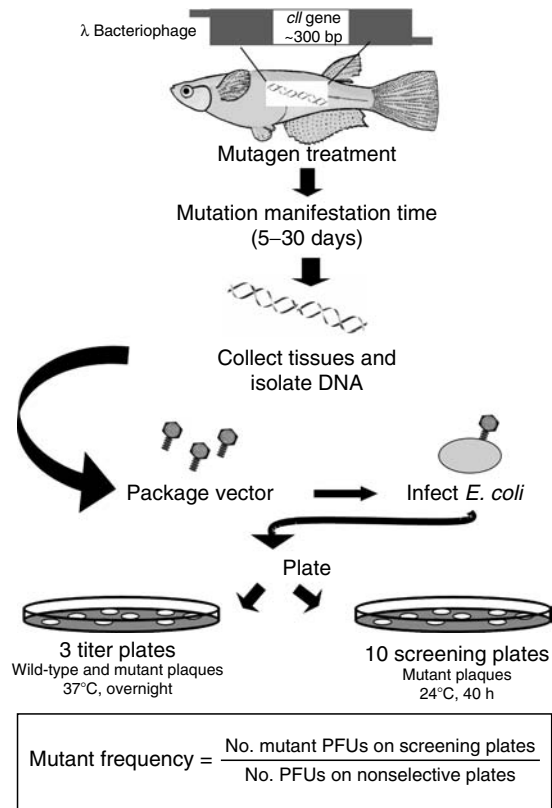 λ Bacteriophage
cII gene
~300 bp
Mutagen treatment
Mutation manifestation time
(5–30 days)
Collect tissues and
isolate DNA
Package vector
Infect E. coli
Plate
3 titer plates
Wild-type and mutant plaques
37°C, overnight
10 screening plates
Mutant plaques
24°C, 40 h
Mutant frequency = No. mutant PFUs on screening plates
No. PFUs on nonselective plates